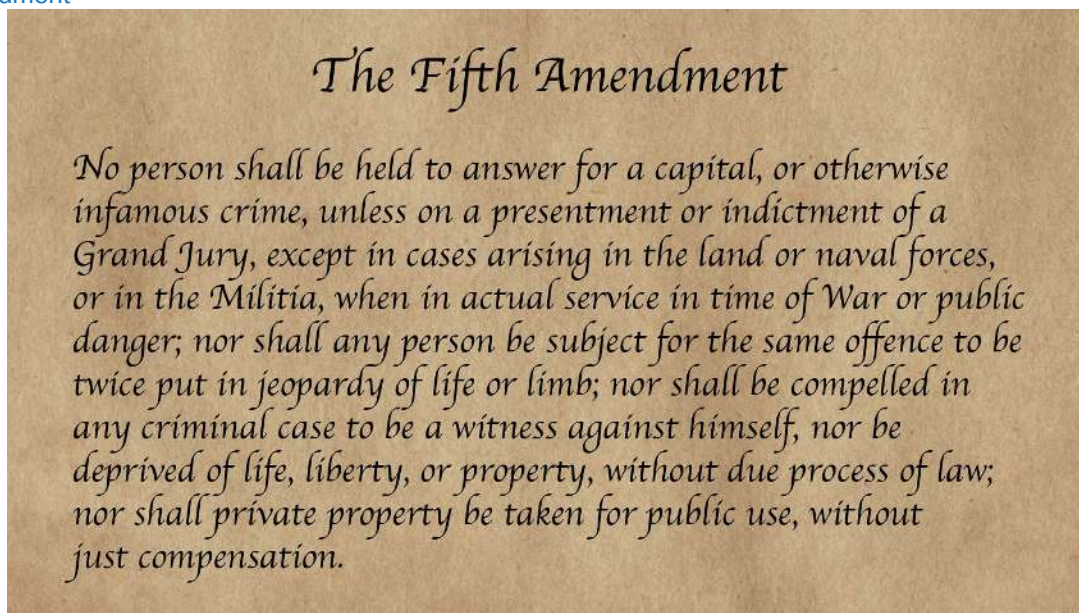 The Fifth Amendment
No person shall be held to answer for a capital, or otherwise
infamous crime, unless on a presentment or indictment of a
Grand Jury, except in cases arising in the land or naval forces,
or in the Militia, when in actual service in time of War or public
danger; nor shall any person be subject for the same offence to be
twice put in jeopardy of life or limb; nor shall be compelled in
any criminal case to be a witness against himself, nor be
deprived of life, liberty, or property, without due process of law;
nor shall private property be taken for public use, without
just compensation.